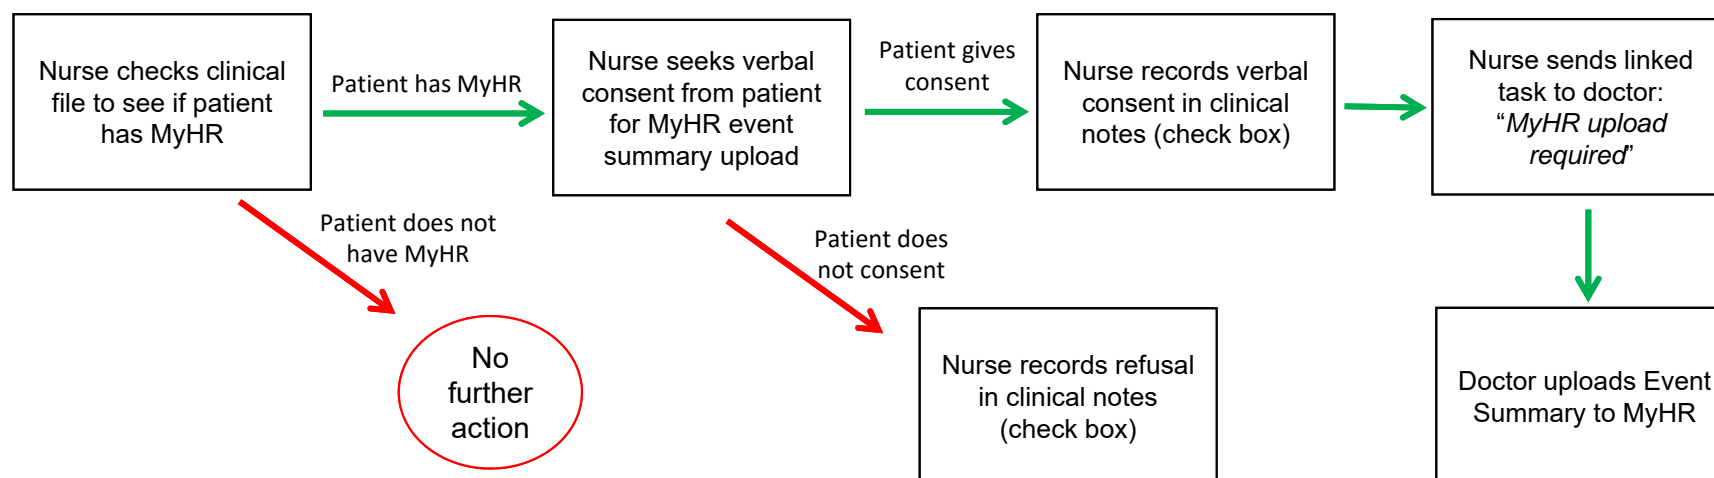 Nurse checks clinical
file to see if patient
has MyHR
Patient has MyHR
Nurse seeks verbal
consent from patient
for MyHR event
summary upload
Patient gives
consent
Nurse records verbal
consent in clinical
notes (check box)
Nurse sends linked
task to doctor:
“MyHR upload
required”
Patient does not
have MyHR
Patient does
not consent
No
further
action
Nurse records refusal
in clinical notes
(check box)
Doctor uploads Event
Summary to MyHR